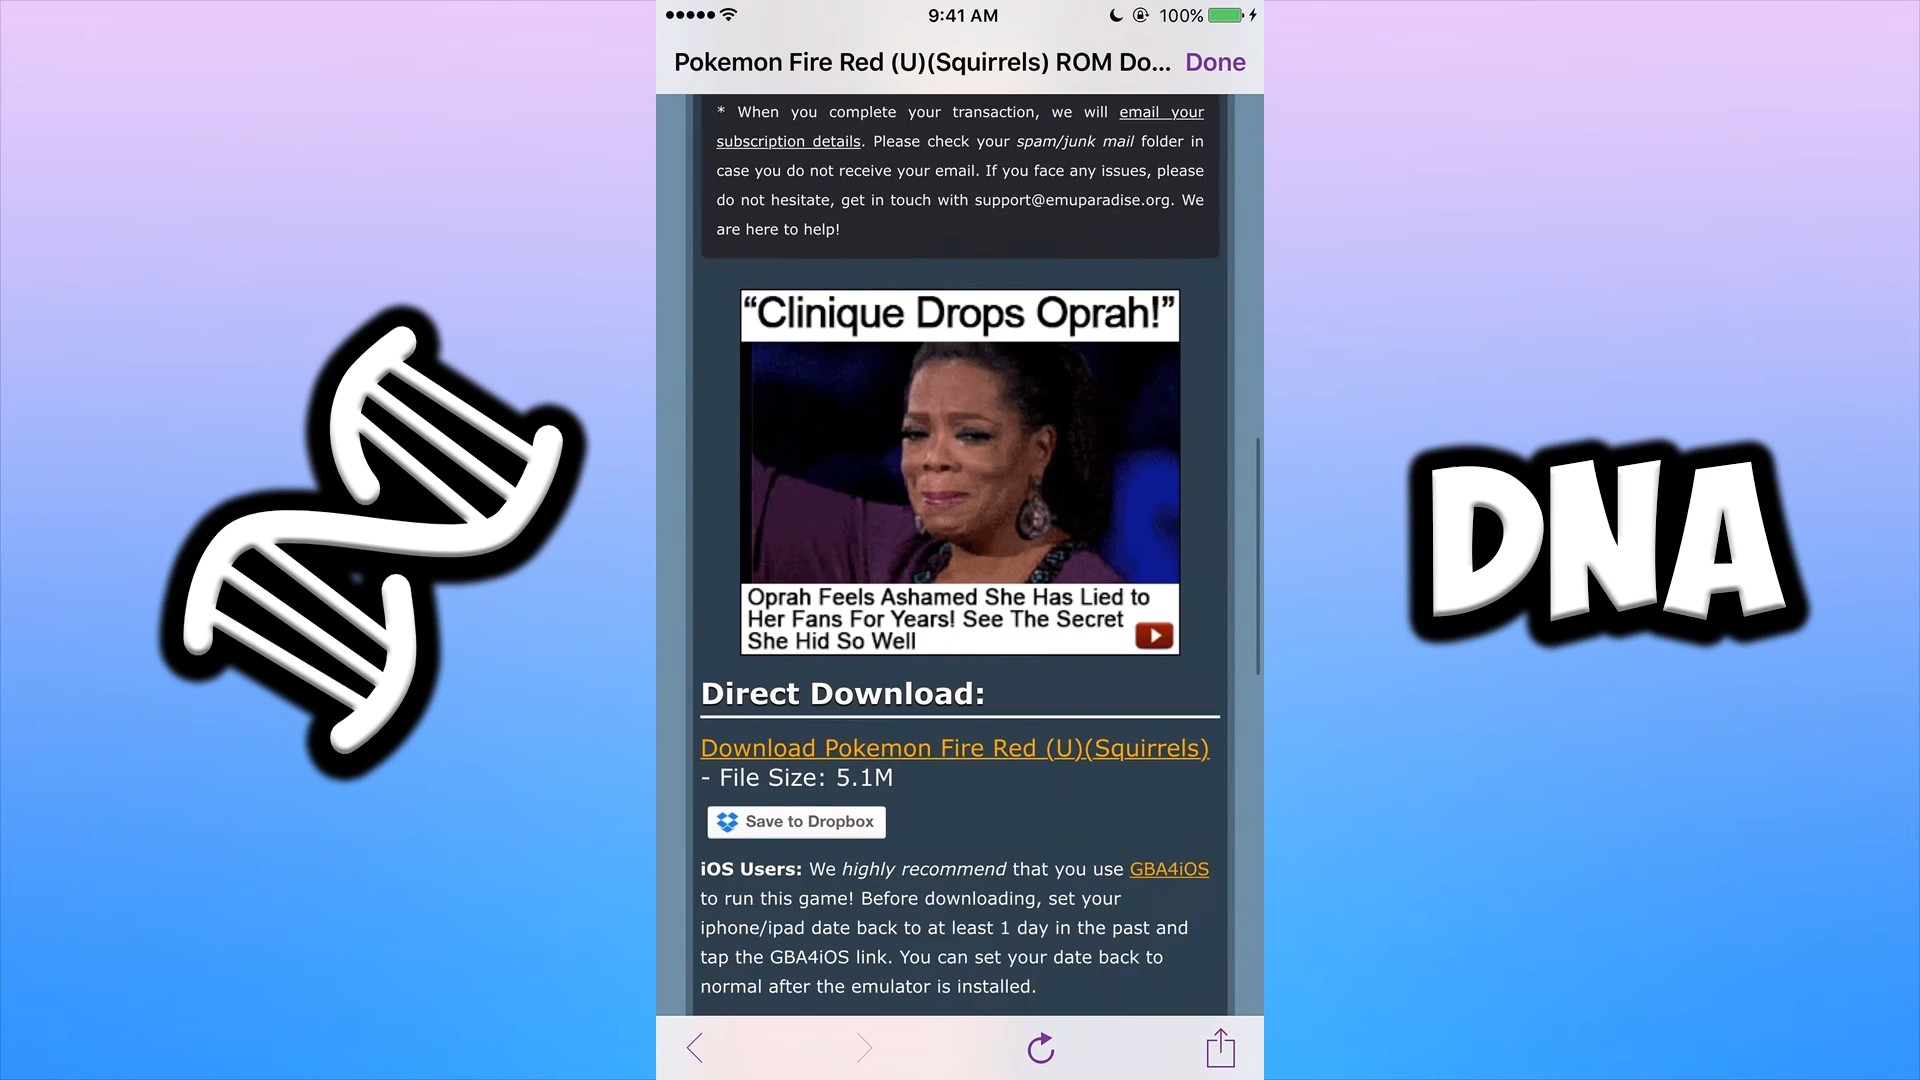 9:41 AM
100%
Pokemon Fire Red (U)(Squirrels) ROM Do...
Done
* When you complete your transaction, we will email your
subscription details. Please check your spam/junk mail folder in
case you do not receive your email. If you face any issues, please
do not hesitate, get in touch with support@emuparadise.org. We
are here to help!
“Clinique Drops Oprah!”
Oprah Feels Ashamed She Has Lied to
Her Fans For Years! See The Secret
She Hid So Well
DNA
Direct Download:
Download Pokemon Fire Red (U)(Squirrels)
- File Size: 5.1M
Save to Dropbox
iOS Users: We highly recommend that you use GBA4iOS
to run this game! Before downloading, set your
iphone/ipad date back to at least 1 day in the past and
tap the GBA4iOS link. You can set your date back to
normal after the emulator is installed.